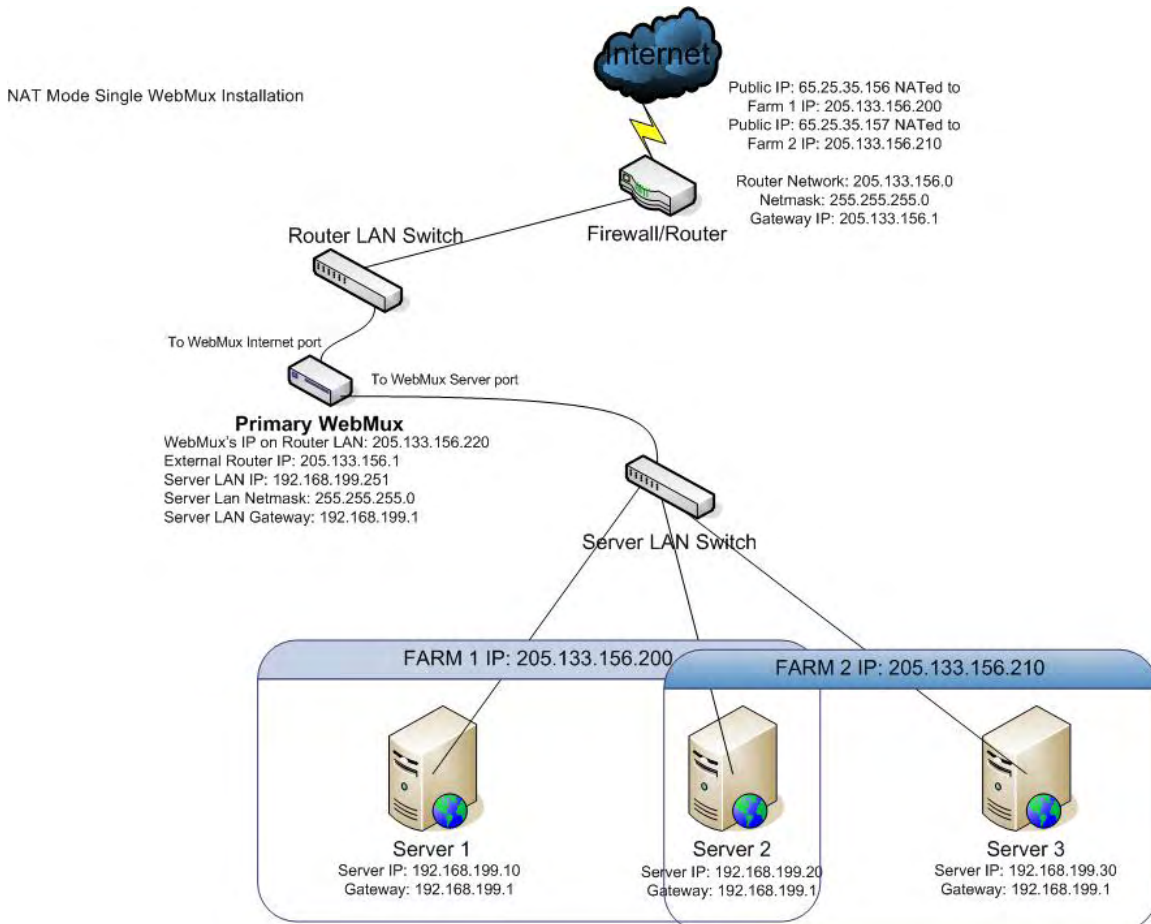 Internet
NAT Mode Single WebMux Installation
Public IP: 65.25.35.156 NATed to
Farm 1 IP: 205.133.156.200
Public IP: 65.25.35.157 NATed to
Farm 2 IP: 205.133.156.210
Router Network: 205.133.156.0
Netmask: 255.255.255.0
Gateway IP: 205.133.156.1
Firewall/Router
Router LAN Switch
To WebMux Internet port
To WebMux Server port
Primary WebMux
WebMux's IP on Router LAN: 205.133.156.220
External Router IP: 205.133.156.1
Server LAN IP: 192.168.199.251
Server Lan Netmask: 255.255.255.0
Server LAN Gateway: 192.168.199.1
Server LAN Switch
FARM 1 IP: 205.133.156.200
FARM 2 IP: 205.133.156.210
Server 1
Server IP: 192.168.199.10
Gateway: 192.168.199.1
Server 2
Server IP: 192.168.199.20
Gateway: 192.168.199.1
Server 3
Server IP: 192.168.199.30
Gateway: 192.168.199.1